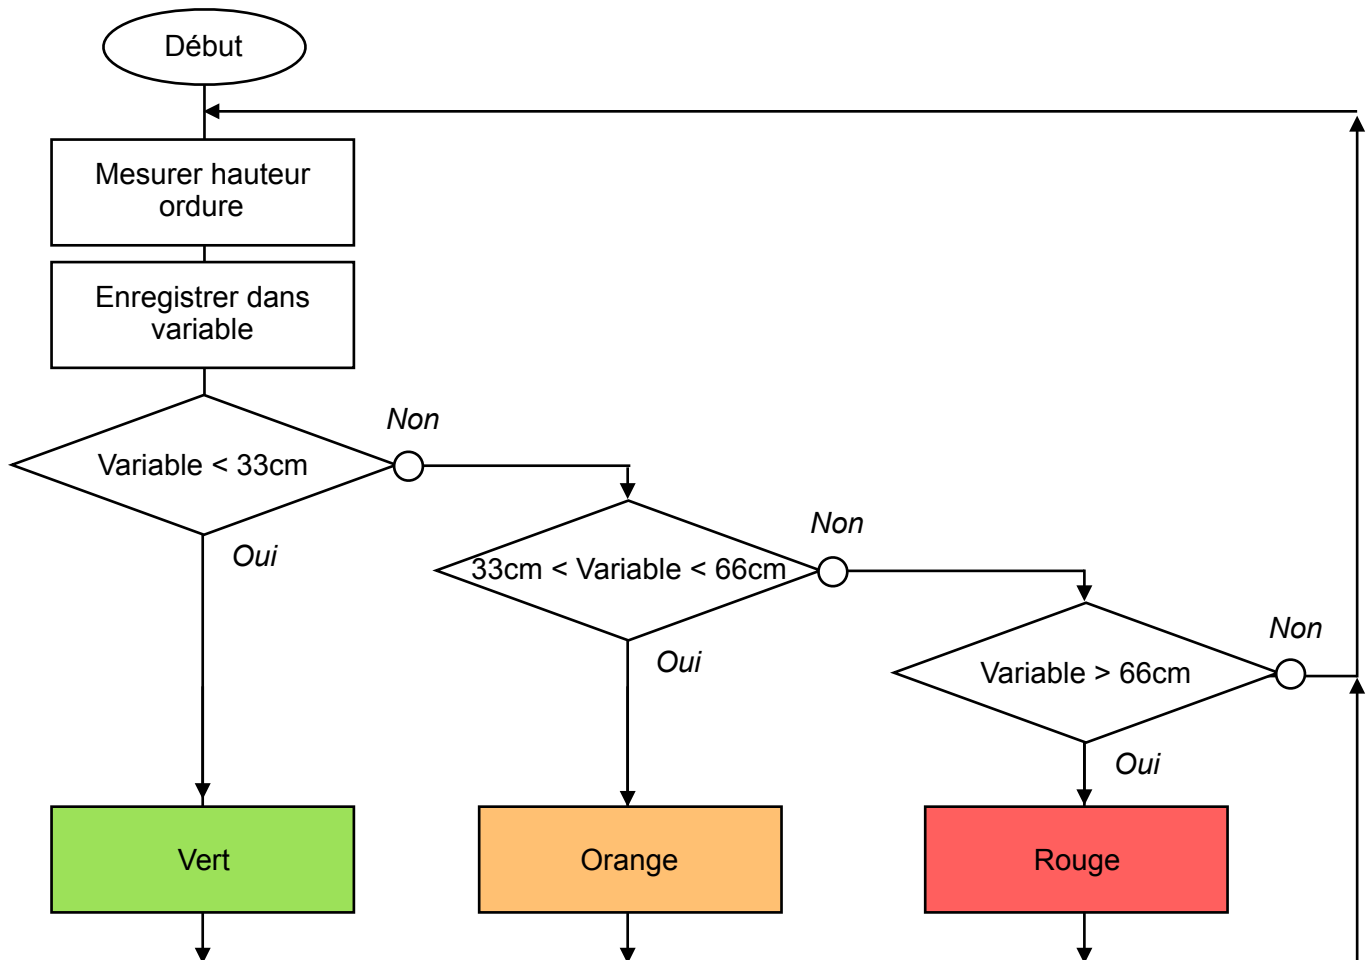 Début
Mesurer hauteur
ordure
Enregistrer dans
variable
Non
Variable < 33cm
Oui
Non
33cm < Variable < 66cm
Oui
Non
Variable > 66cm
Oui
Vert
Orange
Rouge